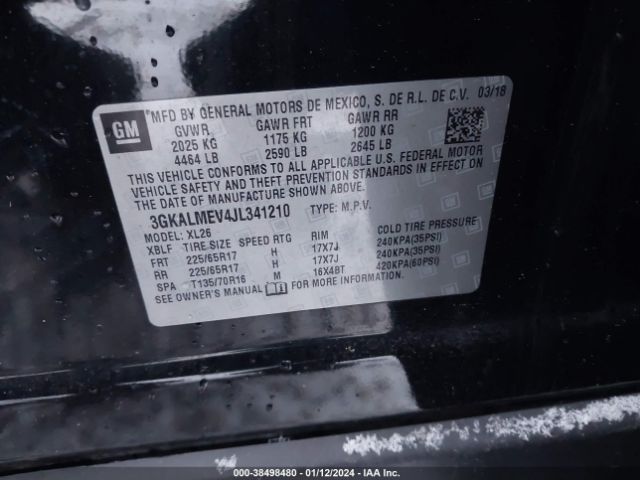 GM
MFD BY GENERAL MOTORS DE MEXICO, S. DE R.L. DE C.V. 03/18
GVWR GAWR FRT GAWR RR
2025 KG 1175 KG 1200 KG
4464 LB 2590 LB 2645 LB
THIS VEHICLE CONFORMS TO ALL APPLICABLE U.S. FEDERAL MOTOR
VEHICLE SAFETY AND THEFT PREVENTION STANDARDS IN EFFECT ON
THE DATE OF MANUFACTURE SHOWN ABOVE.
3GKALMEV4JL341210 TYPE: M.P.V.
MODEL: XL26
XBLF TIRE SIZE SPEED RTG RIM COLD TIRE PRESSURE
FRT 225/65R17 H 17X7J 240KPA(35PSI)
RR 225/65R17 H 17X7J 240KPA(35PSI)
SPA T135/70R16 M 16X4BT 420KPA(60PSI)
SEE OWNER'S MANUAL FOR MORE INFORMATION.
000-38498480 - 01/12/2024 - IAA Inc.